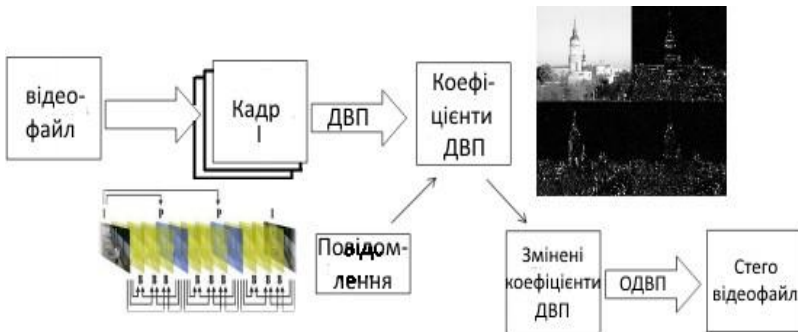 відео-
файл
Кадр
I
ДВП
Коефі-
цієнти
ДВП
I P P I
B B B B B B B B B
Повідом-
лення
Змінені
коефіцієнти
ДВП
ОДВП
Стего
відеофайл